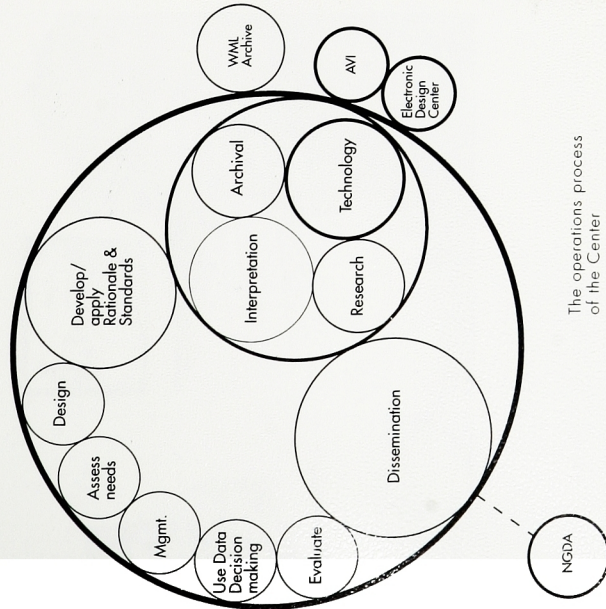 WML
Archive
AVI
Electronic
Design
Center
Archival
Technology
Interpretation
Research
Develop/
apply
Rationale &
Standards
Design
Assess
needs
Mgmt.
Use Data
Decision
making
Evaluate
Dissemination
NGDA
The operations process
of the Center